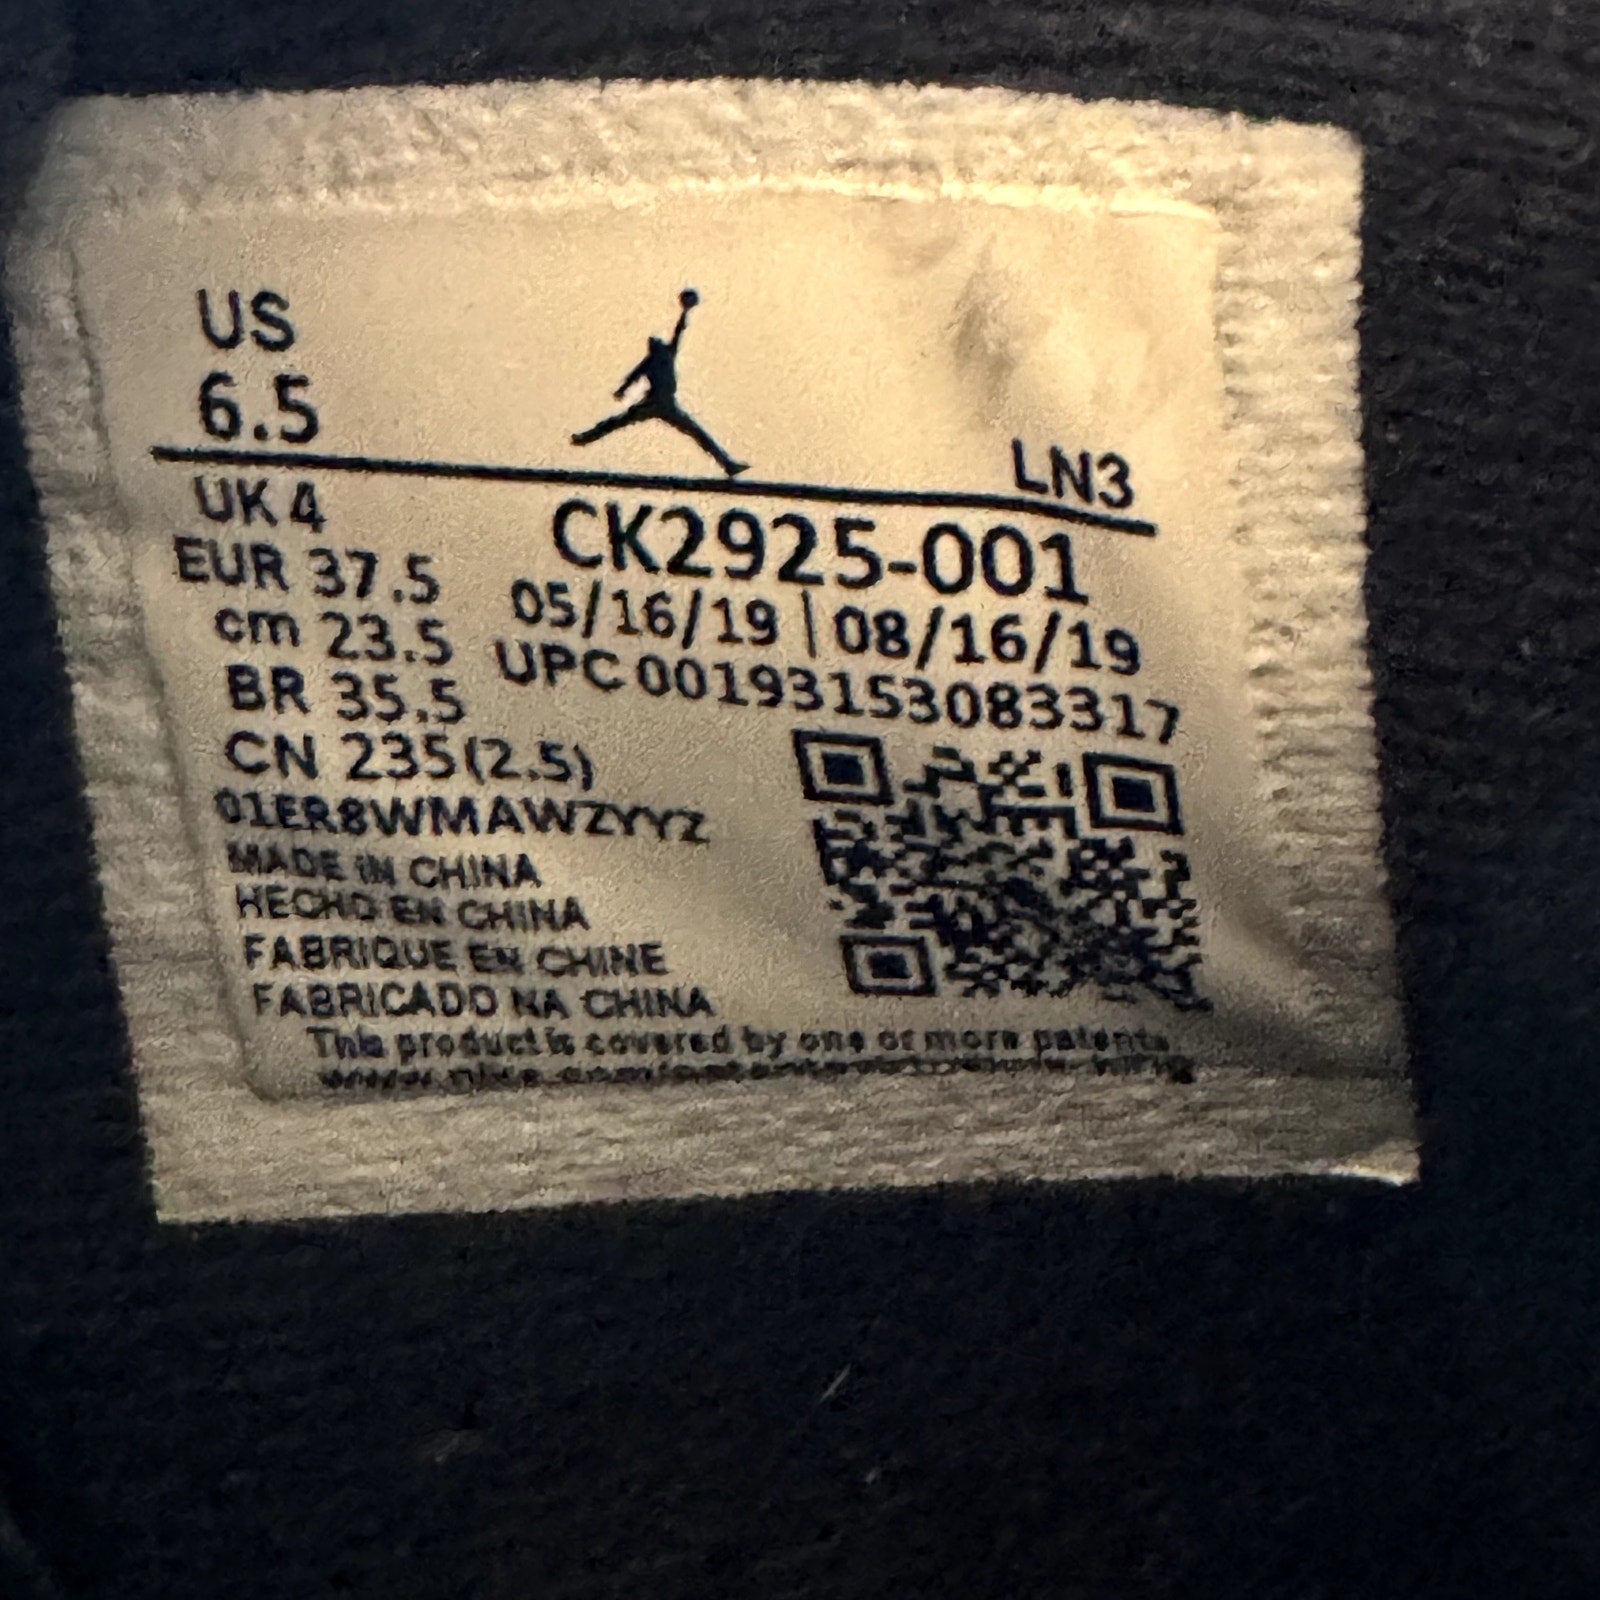 US
6.5
LN3
UK 4
CK2925-001
EUR 37.5
05/16/19 | 08/16/19
cm 23.5
UPC 00193153083317
BR 35.5
CN 235(2.5)
01ER8WMAWZYYZ
MADE IN CHINA
HECHO EN CHINA
FABRIQUE EN CHINE
FABRICADO NA CHINA
This product is covered by one or more patents